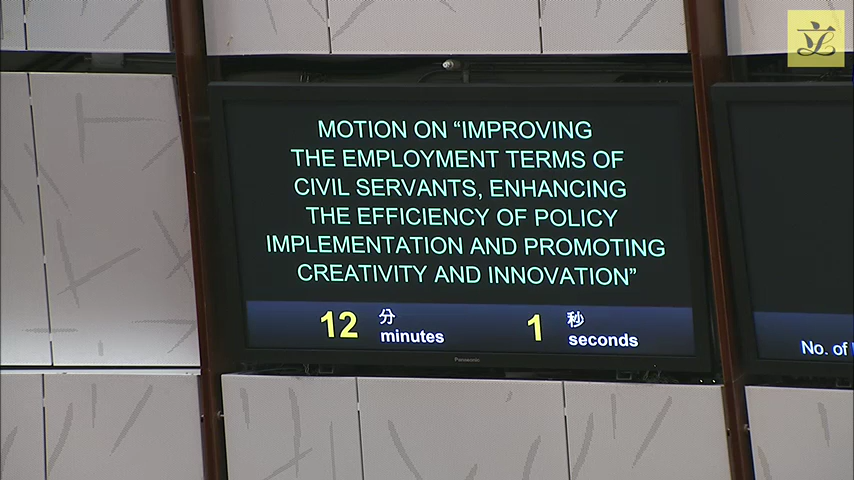 MOTION ON “IMPROVING
THE EMPLOYMENT TERMS OF
CIVIL SERVANTS, ENHANCING
THE EFFICIENCY OF POLICY
IMPLEMENTATION AND PROMOTING
CREATIVITY AND INNOVATION”
12 分 minutes 1 秒 seconds
Panasonic
No. of